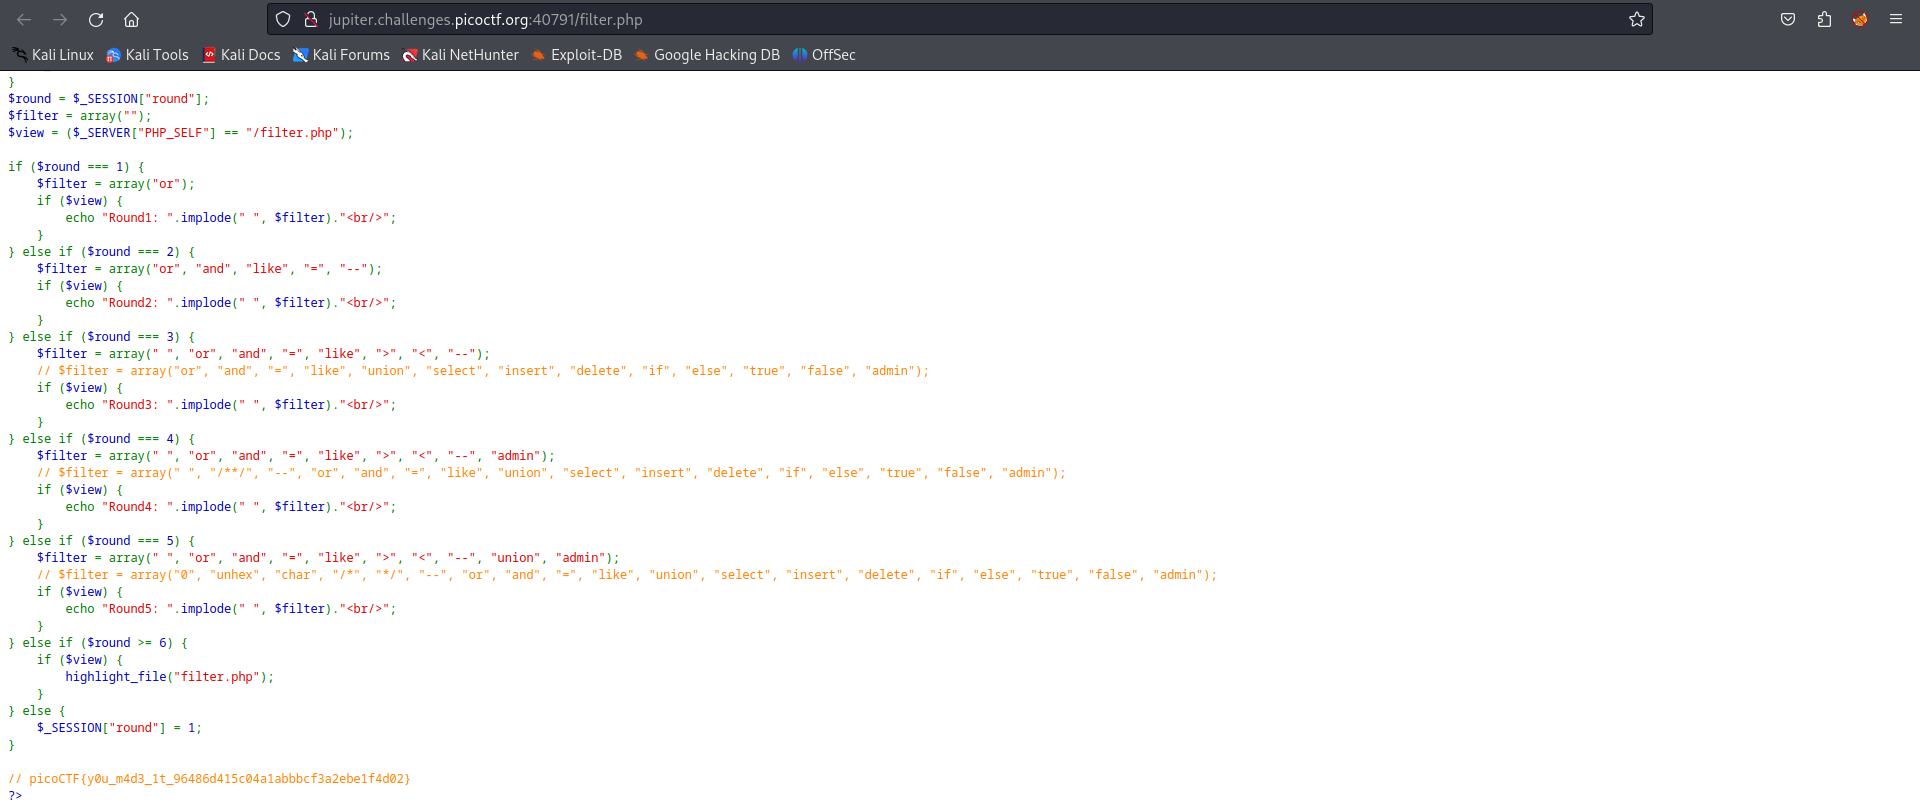 jupiter.challenges.picoctf.org:40791/filter.php
Kali Linux Kali Tools Kali Docs Kali Forums Kali NetHunter Exploit-DB Google Hacking DB OffSec
}
$round = $_SESSION["round"];
$filter = array("");
$view = ($_SERVER["PHP_SELF"] == "/filter.php");
if ($round === 1) {
    $filter = array("or");
    if ($view) {
        echo "Round1: ".implode(" ", $filter)."<br/>";
    }
} else if ($round === 2) {
    $filter = array("or", "and", "like", "=", "--");
    if ($view) {
        echo "Round2: ".implode(" ", $filter)."<br/>";
    }
} else if ($round === 3) {
    $filter = array(" ", "or", "and", "=", "like", ">", "<", "--");
    // $filter = array("or", "and", "=", "like", "union", "select", "insert", "delete", "if", "else", "true", "false", "admin");
    if ($view) {
        echo "Round3: ".implode(" ", $filter)."<br/>";
    }
} else if ($round === 4) {
    $filter = array(" ", "or", "and", "=", "like", ">", "<", "--", "admin");
    // $filter = array(" ", "/**/", "--", "or", "and", "=", "like", "union", "select", "insert", "delete", "if", "else", "true", "false", "admin");
    if ($view) {
        echo "Round4: ".implode(" ", $filter)."<br/>";
    }
} else if ($round === 5) {
    $filter = array(" ", "or", "and", "=", "like", ">", "<", "--", "union", "admin");
    // $filter = array("0", "unhex", "char", "/*", "*/", "--", "or", "and", "=", "like", "union", "select", "insert", "delete", "if", "else", "true", "false", "admin");
    if ($view) {
        echo "Round5: ".implode(" ", $filter)."<br/>";
    }
} else if ($round >= 6) {
    if ($view) {
        highlight_file("filter.php");
    }
} else {
    $_SESSION["round"] = 1;
}
// picoCTF{y0u_m4d3_1t_96486d415c04a1abbbcf3a2ebe1f4d02}
?>